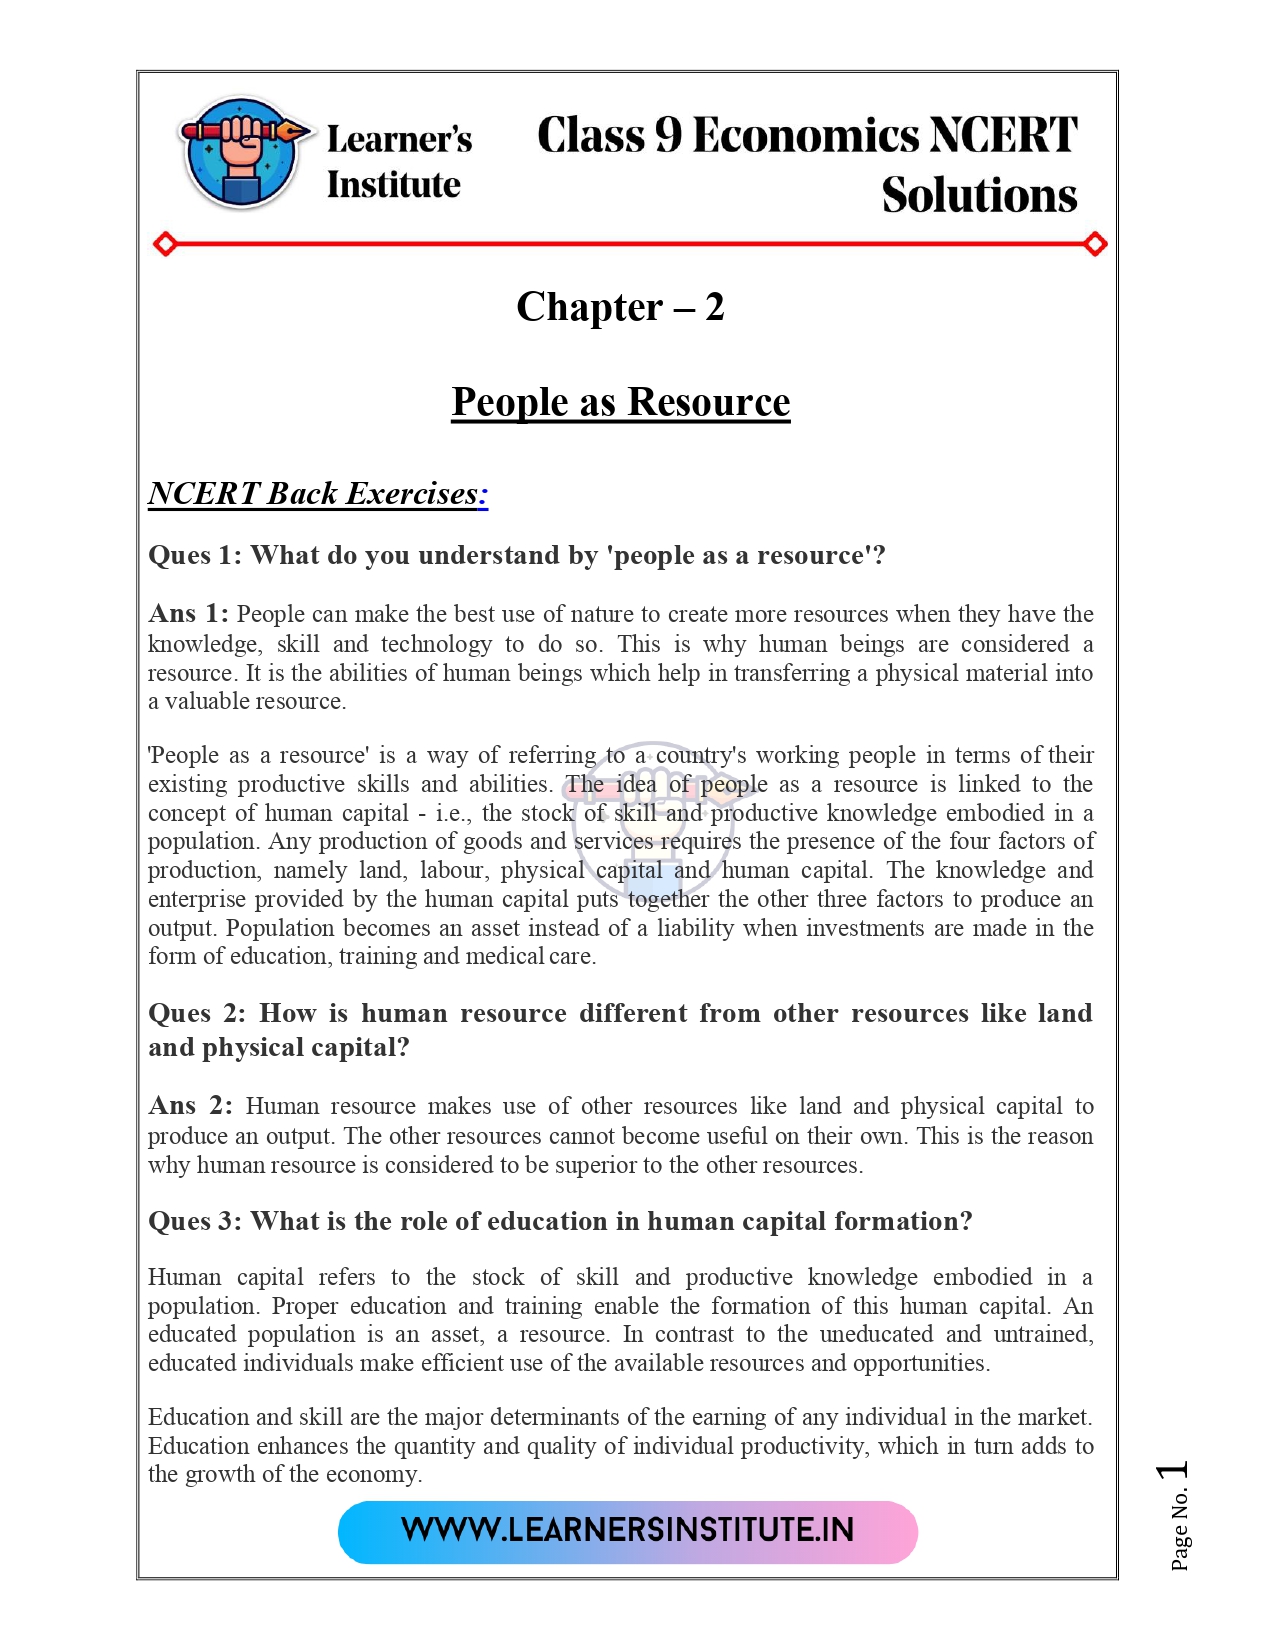 Learner's
Institute
Class 9 Economics NCERT
Solutions
Chapter – 2
People as Resource
NCERT Back Exercises:
Ques 1: What do you understand by 'people as a resource'?
Ans 1: People can make the best use of nature to create more resources when they have the
knowledge, skill and technology to do so. This is why human beings are considered a
resource. It is the abilities of human beings which help in transferring a physical material into
a valuable resource.
'People as a resource' is a way of referring to a country's working people in terms of their
existing productive skills and abilities. The idea of people as a resource is linked to the
concept of human capital - i.e., the stock of skill and productive knowledge embodied in a
population. Any production of goods and services requires the presence of the four factors of
production, namely land, labour, physical capital and human capital. The knowledge and
enterprise provided by the human capital puts together the other three factors to produce an
output. Population becomes an asset instead of a liability when investments are made in the
form of education, training and medical care.
Ques 2: How is human resource different from other resources like land
and physical capital?
Ans 2: Human resource makes use of other resources like land and physical capital to
produce an output. The other resources cannot become useful on their own. This is the reason
why human resource is considered to be superior to the other resources.
Ques 3: What is the role of education in human capital formation?
Human capital refers to the stock of skill and productive knowledge embodied in a
population. Proper education and training enable the formation of this human capital. An
educated population is an asset, a resource. In contrast to the uneducated and untrained,
educated individuals make efficient use of the available resources and opportunities.
Education and skill are the major determinants of the earning of any individual in the market.
Education enhances the quantity and quality of individual productivity, which in turn adds to
the growth of the economy.
WWW.LEARNERSINSTITUTE.IN
Page No. 1